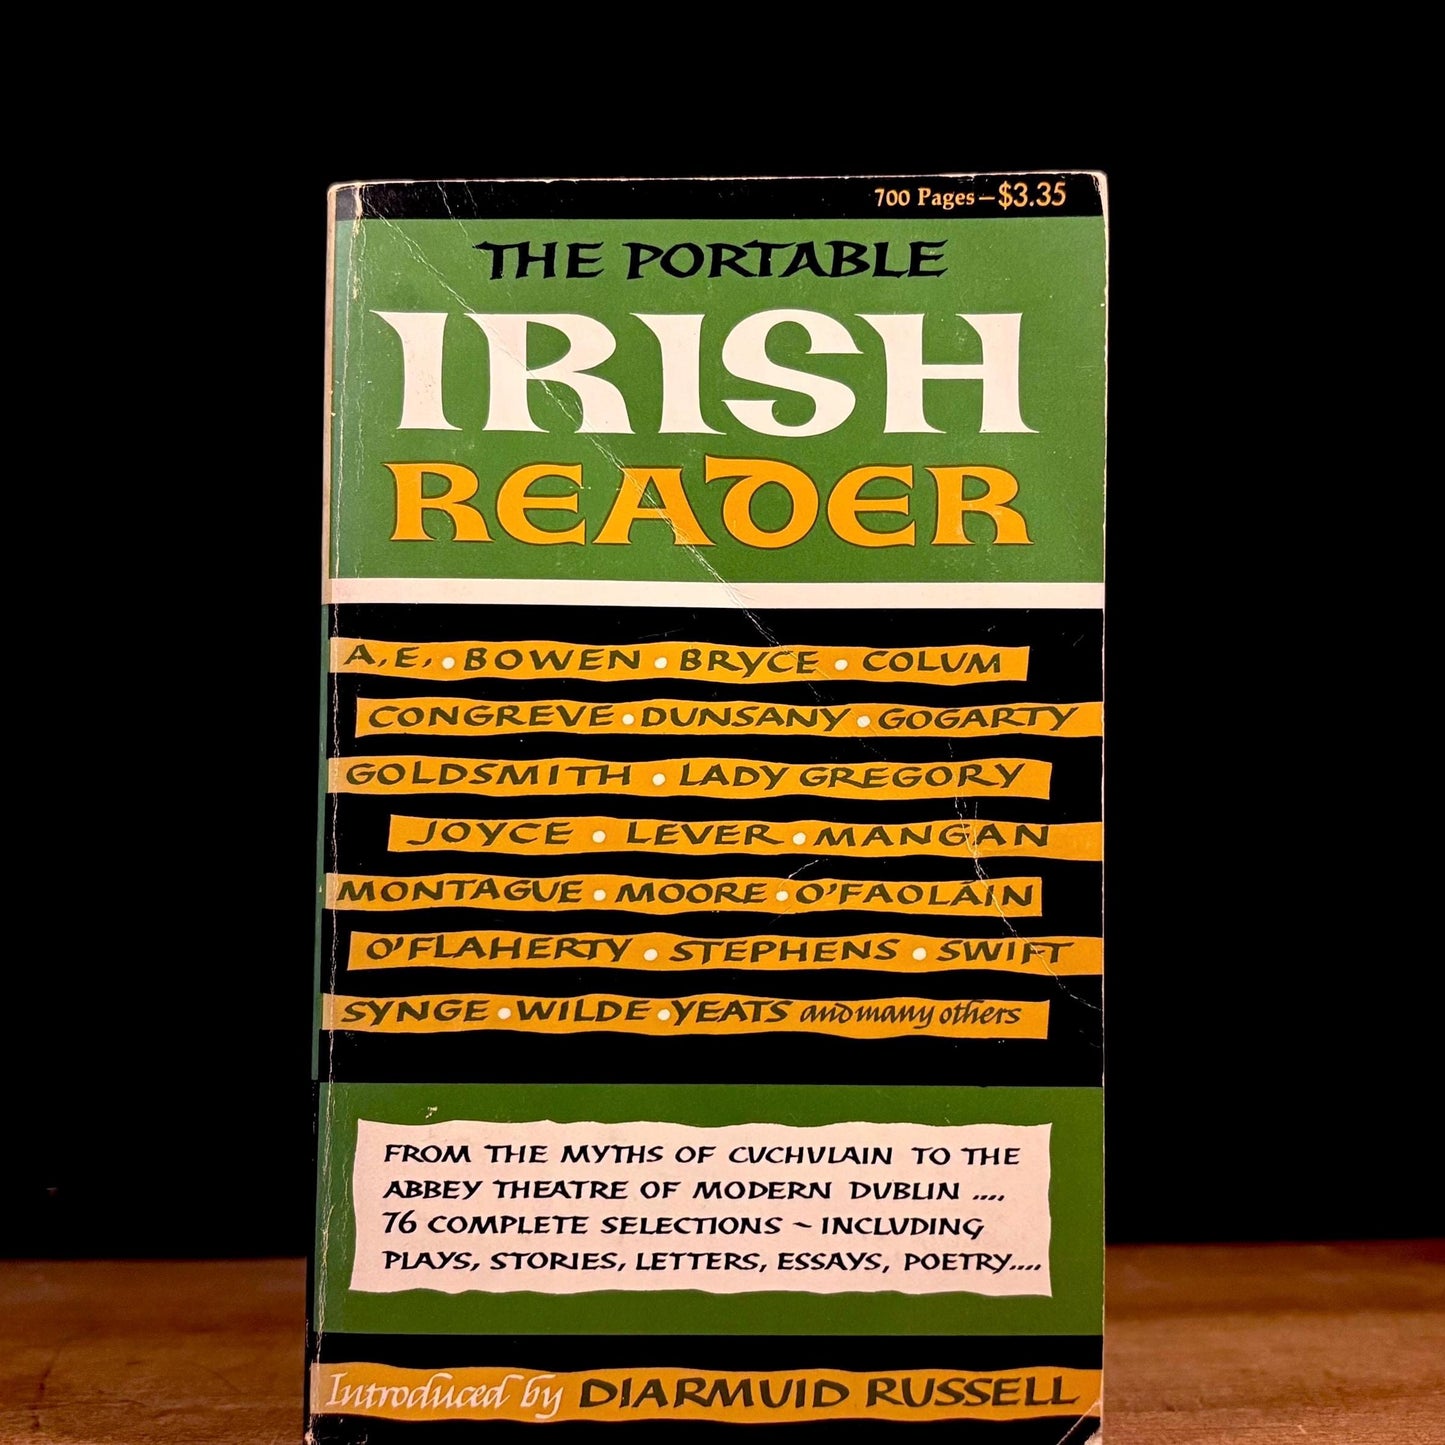 700 Pages – $3.35
THE PORTABLE
IRISH
READER
A.E. • BOWEN • BRYCE • COLUM
CONGREVE • DUNSANY • GOGARTY
GOLDSMITH • LADY GREGORY
JOYCE • LEVER • MANGAN
MONTAGUE • MOORE • O'FAOLÁIN
O'FLAHERTY • STEPHENS • SWIFT
SYNGE • WILDE • YEATS and many others
FROM THE MYTHS OF CUCHULAIN TO THE
ABBEY THEATRE OF MODERN DUBLIN ....
76 COMPLETE SELECTIONS ~ INCLUDING
PLAYS, STORIES, LETTERS, ESSAYS, POETRY....
Introduced by DIARMUID RUSSELL